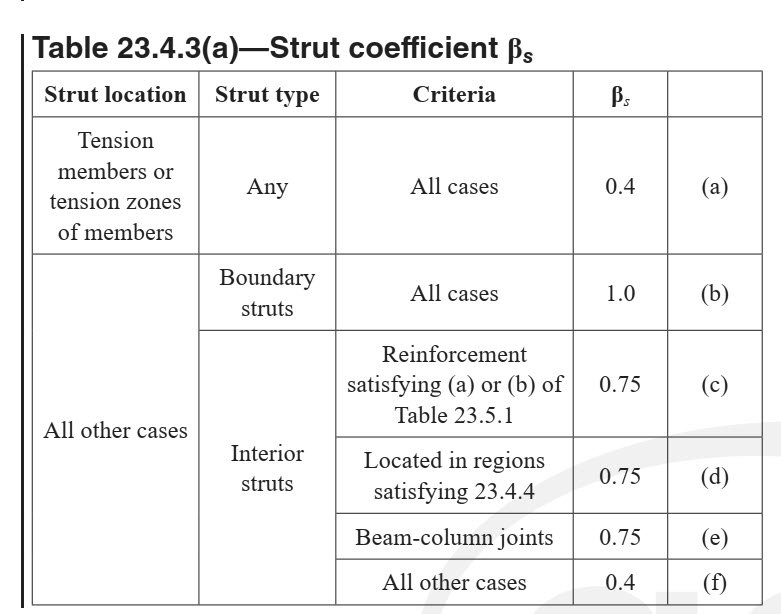 Table 23.4.3(a)—Strut coefficient βs
Strut location Strut type Criteria βs
Tension
members or
tension zones
of members
Any All cases 0.4 (a)
All other cases
Boundary
struts
All cases 1.0 (b)
Interior
struts
Reinforcement
satisfying (a) or (b) of
Table 23.5.1
0.75 (c)
Located in regions
satisfying 23.4.4
0.75 (d)
Beam-column joints 0.75 (e)
All other cases 0.4 (f)